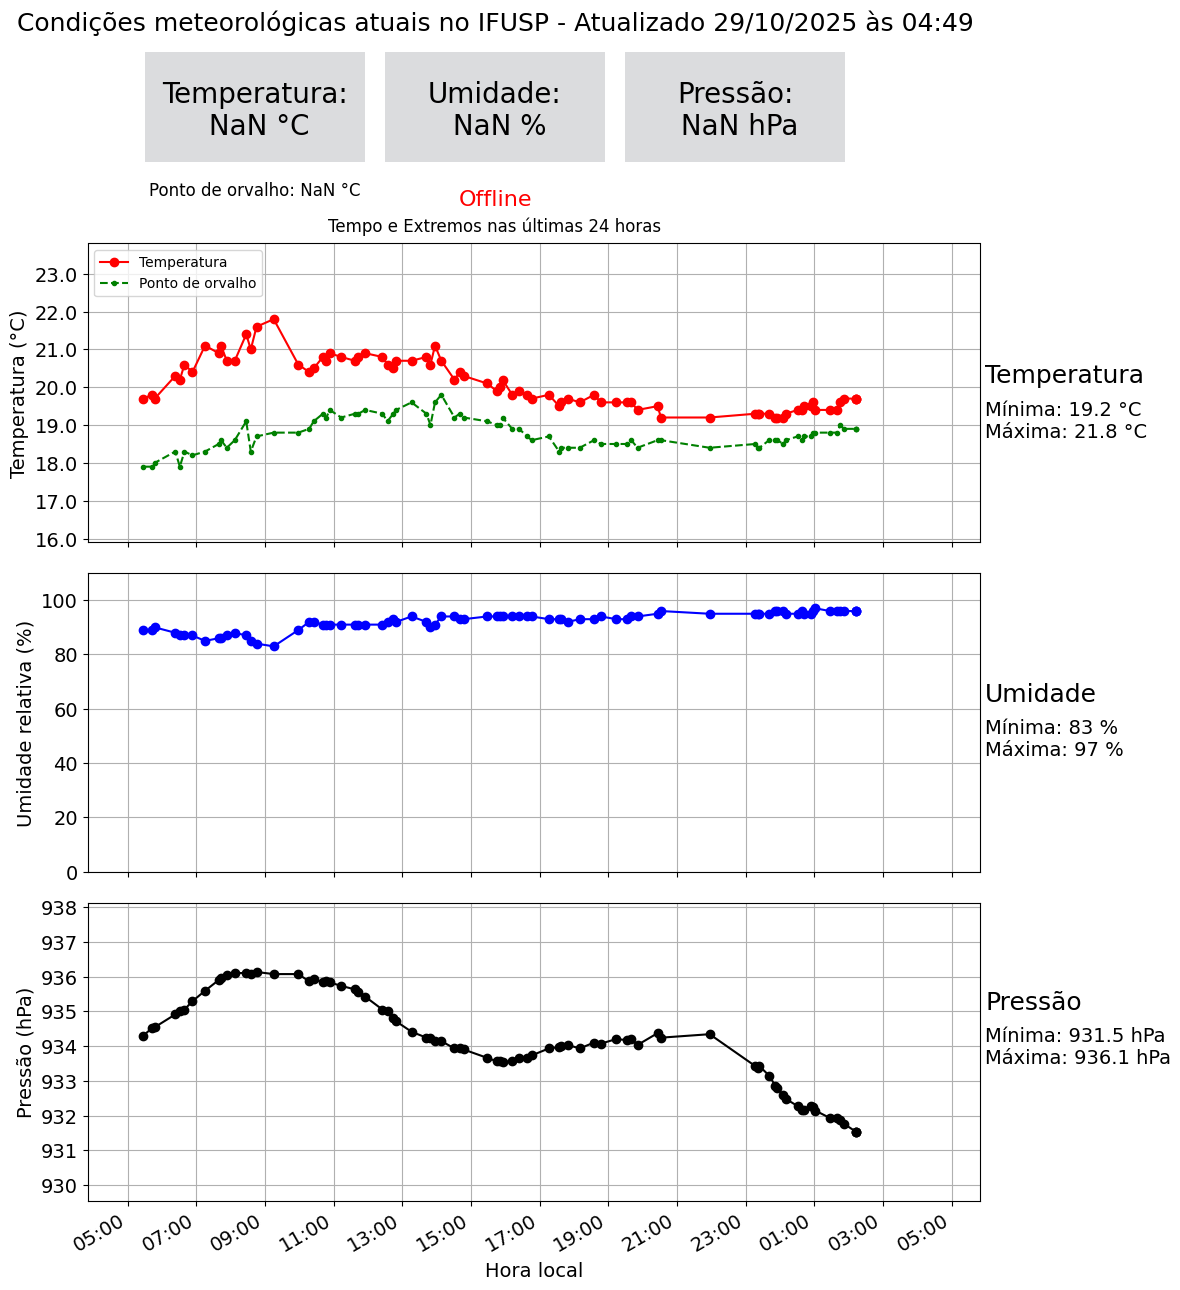 Condições meteorológicas atuais no IFUSP - Atualizado 29/10/2025 às 04:49
Temperatura:
NaN °C
Umidade:
NaN %
Pressão:
NaN hPa
Ponto de orvalho: NaN °C
Offline
Tempo e Extremos nas últimas 24 horas
Temperatura
Ponto de orvalho
Temperatura (°C)
23.0
22.0
21.0
20.0
19.0
18.0
17.0
16.0
Temperatura
Mínima: 19.2 °C
Máxima: 21.8 °C
Umidade relativa (%)
100
80
60
40
20
0
Umidade
Mínima: 83 %
Máxima: 97 %
Pressão (hPa)
938
937
936
935
934
933
932
931
930
Pressão
Mínima: 931.5 hPa
Máxima: 936.1 hPa
05:00
07:00
09:00
11:00
13:00
15:00
17:00
19:00
21:00
23:00
01:00
03:00
05:00
Hora local